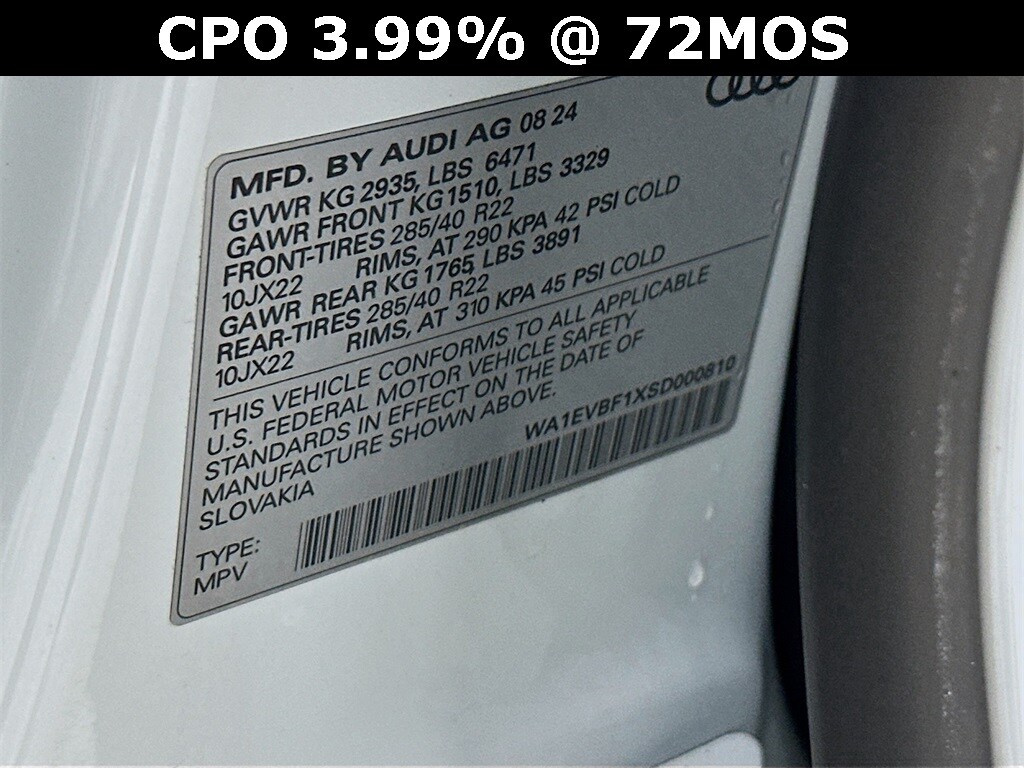 CPO 3.99% @ 72MOS
MFD. BY AUDI AG 08 24
GVWR KG 2935, LBS 6471
GAWR FRONT KG1510, LBS 3329
FRONT-TIRES 285/40 R22
10JX22 RIMS, AT 290 KPA 42 PSI COLD
GAWR REAR KG 1765, LBS 3891
REAR-TIRES 285/40 R22
10JX22 RIMS, AT 310 KPA 45 PSI COLD
THIS VEHICLE CONFORMS TO ALL APPLICABLE
U.S. FEDERAL MOTOR VEHICLE SAFETY
STANDARDS IN EFFECT ON THE DATE OF
MANUFACTURE SHOWN ABOVE.
SLOVAKIA
WA1EVBF1XSD000810
TYPE:
MPV